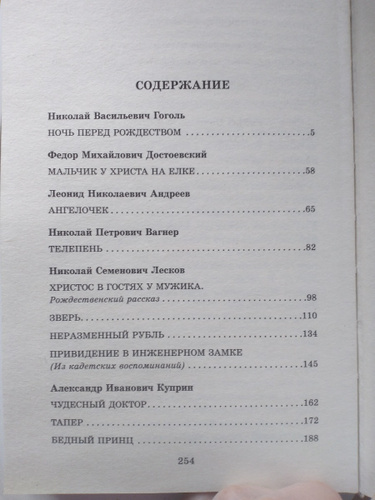 СОДЕРЖАНИЕ
Николай Васильевич Гоголь
НОЧЬ ПЕРЕД РОЖДЕСТВОМ . . . . . . . . . . . . . . . . . . . . . . 5
Федор Михайлович Достоевский
МАЛЬЧИК У ХРИСТА НА ЕЛКЕ . . . . . . . . . . . . . . . . . . . 58
Леонид Николаевич Андреев
АНГЕЛОЧЕК . . . . . . . . . . . . . . . . . . . . . . . . . . . . . . . . . 65
Николай Петрович Вагнер
ТЕЛЕПЕНЬ . . . . . . . . . . . . . . . . . . . . . . . . . . . . . . . . . . 82
Николай Семенович Лесков
ХРИСТОС В ГОСТЯХ У МУЖИКА.
Рождественский рассказ . . . . . . . . . . . . . . . . . . . . . . . . . 98
ЗВЕРЬ. . . . . . . . . . . . . . . . . . . . . . . . . . . . . . . . . . . . . 110
НЕРАЗМЕННЫЙ РУБЛЬ . . . . . . . . . . . . . . . . . . . . . . . . 134
ПРИВИДЕНИЕ В ИНЖЕНЕРНОМ ЗАМКЕ
(Из кадетских воспоминаний) . . . . . . . . . . . . . . . . . . . . 145
Александр Иванович Куприн
ЧУДЕСНЫЙ ДОКТОР. . . . . . . . . . . . . . . . . . . . . . . . . . . 162
ТАПЕР . . . . . . . . . . . . . . . . . . . . . . . . . . . . . . . . . . . . 172
БЕДНЫЙ ПРИНЦ . . . . . . . . . . . . . . . . . . . . . . . . . . . . 188
254